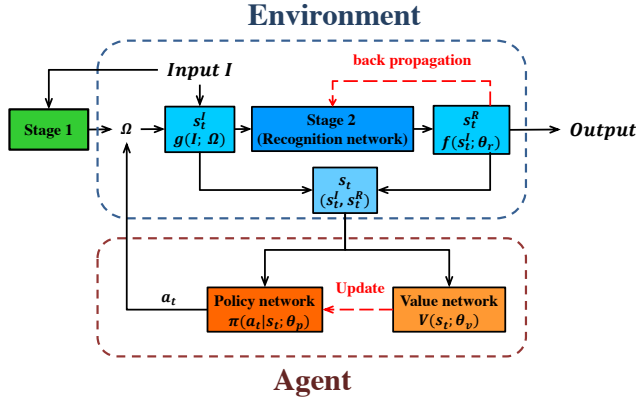 Environment
Input I
back propagation
Stage 1
Ω
s_t^I
g(I; Ω)
Stage 2
(Recognition network)
s_t^R
f(s_t^I; θ_r)
Output
s_t
(s_t^I, s_t^R)
a_t
Policy network
π(a_t|s_t; θ_p)
Update
Value network
V(s_t; θ_v)
Agent